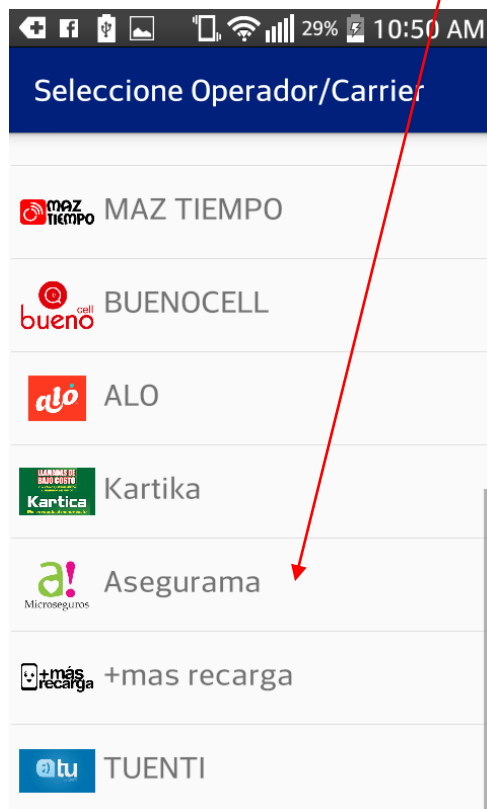 29% 10:50 AM
Seleccione Operador/Carrier
MAZ TIEMPO MAZ TIEMPO
bueno cell BUENOCELL
aló ALO
LLAMADAS DE
BAJO COSTO
Kartica Kartika
a! Microseguros Asegurama
+más recarga +mas recarga
@tu TUENTI